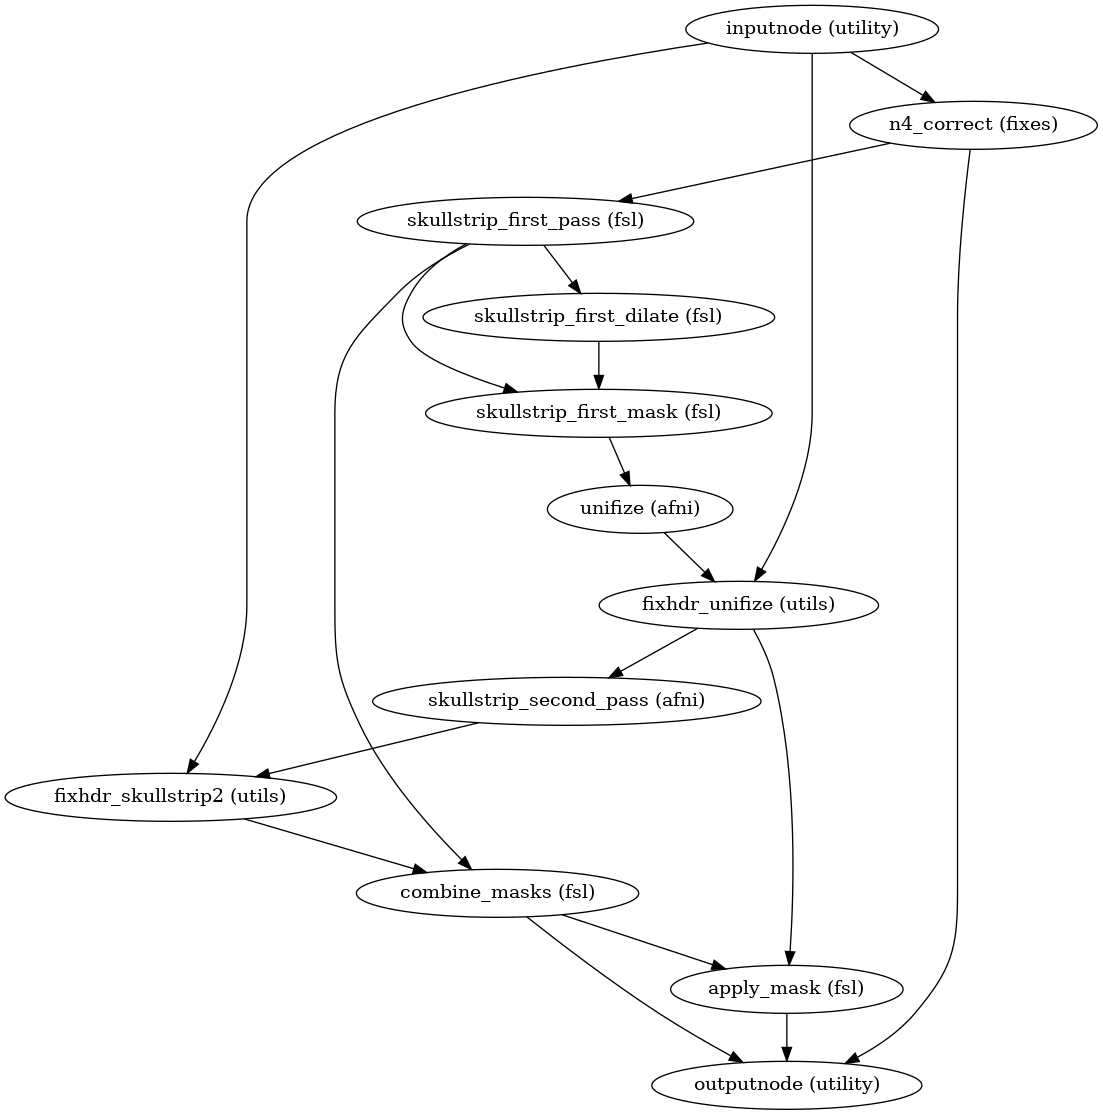 inputnode (utility)
n4_correct (fixes)
skullstrip_first_pass (fsl)
skullstrip_first_dilate (fsl)
skullstrip_first_mask (fsl)
unifize (afni)
fixhdr_unifize (utils)
skullstrip_second_pass (afni)
fixhdr_skullstrip2 (utils)
combine_masks (fsl)
apply_mask (fsl)
outputnode (utility)